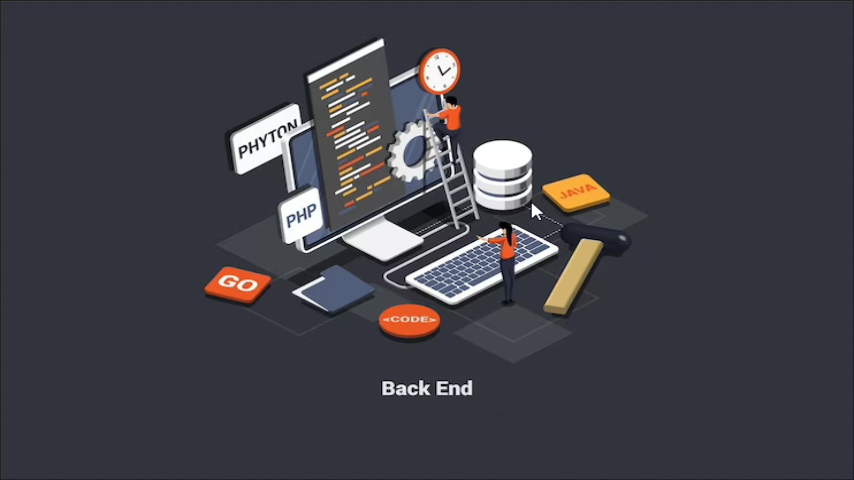 PHYTON
PHP
JAVA
GO
<CODE>
Back End